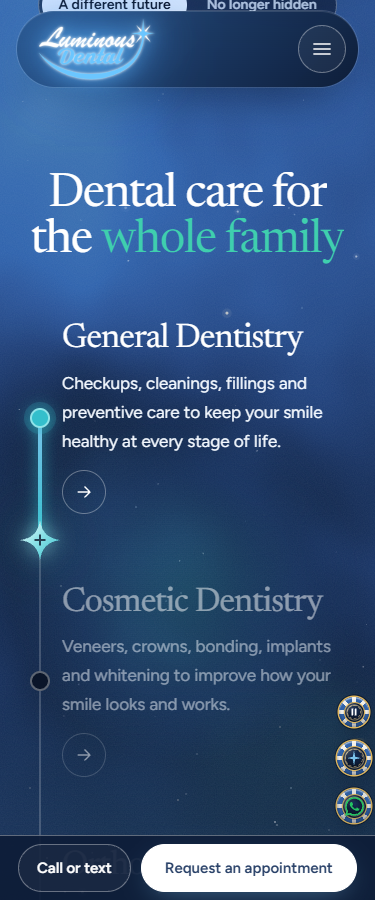 A different future
No longer hidden
Luminous
Dental
Dental care for
the whole family
General Dentistry
Checkups, cleanings, fillings and
preventive care to keep your smile
healthy at every stage of life.
Cosmetic Dentistry
Veneers, crowns, bonding, implants
and whitening to improve how your
smile looks and works.
Call or text
Request an appointment